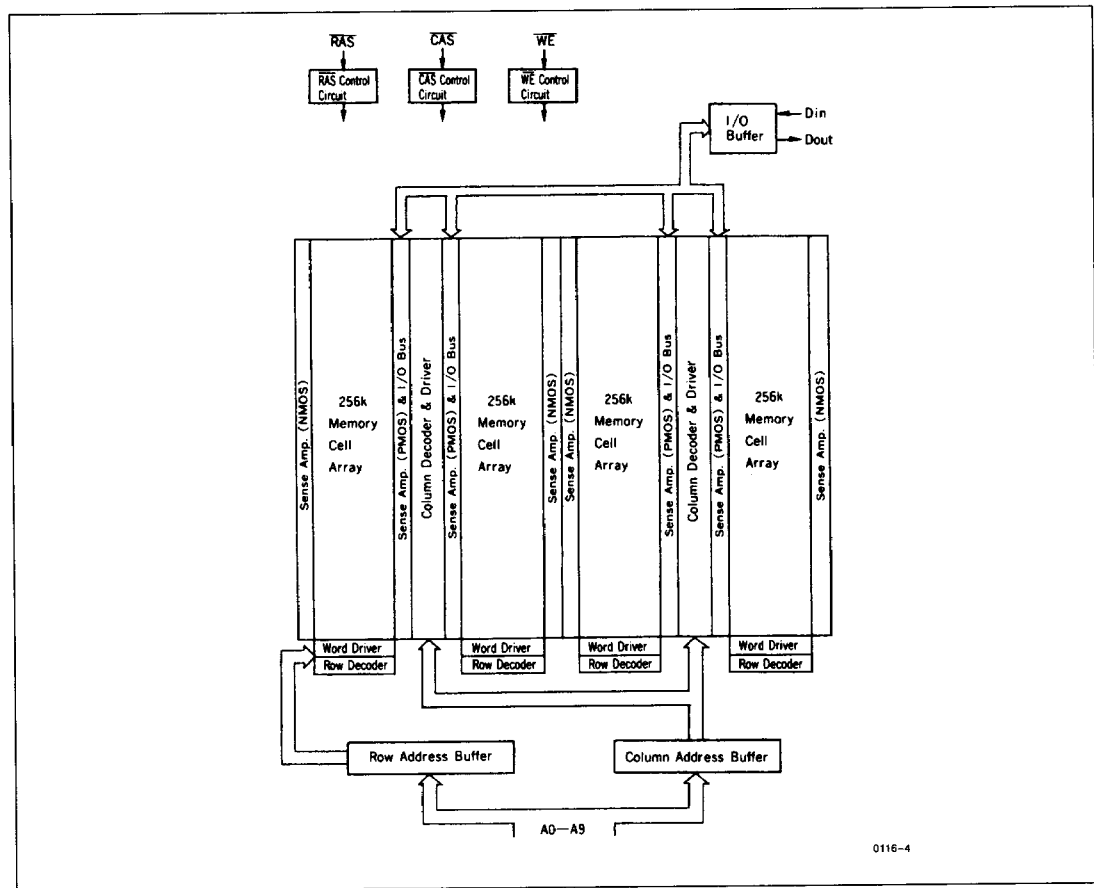 RAS
CAS
WE
RAS Control
Circuit
CAS Control
Circuit
WE Control
Circuit
I/O
Buffer
Din
Dout
Sense Amp. (NMOS)
256k
Memory
Cell
Array
Sense Amp. (PMOS) & I/O Bus
Column Decoder & Driver
Sense Amp. (PMOS) & I/O Bus
256k
Memory
Cell
Array
Sense Amp. (NMOS)
Sense Amp. (NMOS)
256k
Memory
Cell
Array
Sense Amp. (PMOS) & I/O Bus
Column Decoder & Driver
Sense Amp. (PMOS) & I/O Bus
256k
Memory
Cell
Array
Sense Amp. (NMOS)
Word Driver
Row Decoder
Word Driver
Row Decoder
Word Driver
Row Decoder
Word Driver
Row Decoder
Row Address Buffer
Column Address Buffer
A0—A9
0116-4